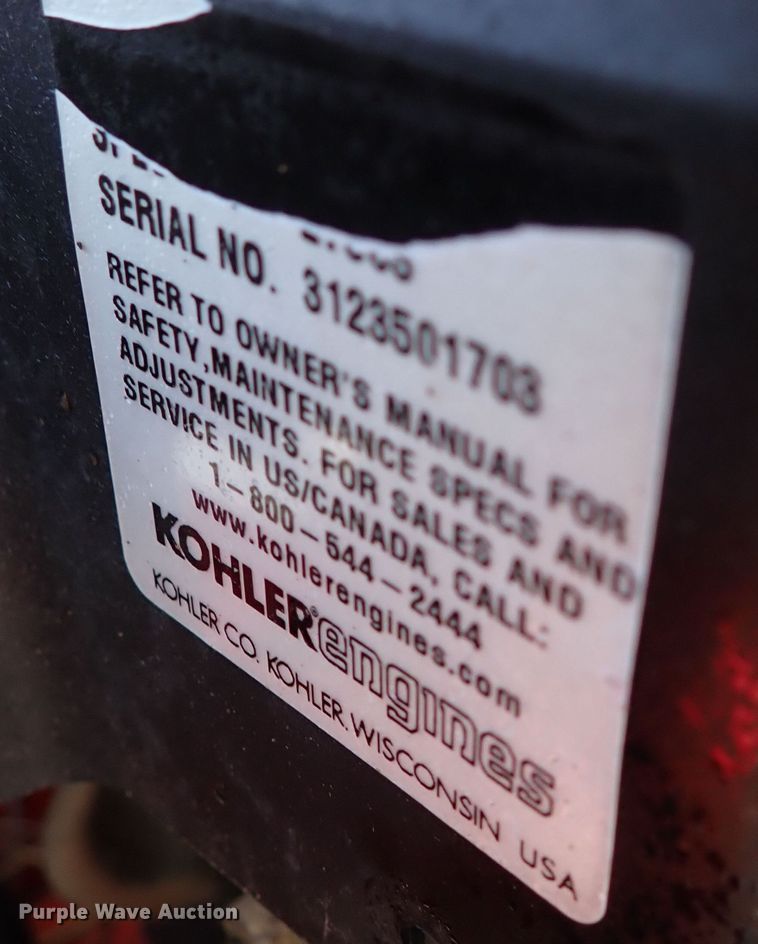 SERIAL NO. 3123501703
REFER TO OWNER'S MANUAL FOR
SAFETY,MAINTENANCE SPECS AND
ADJUSTMENTS. FOR SALES AND
SERVICE IN US/CANADA, CALL:
1-800-544-2444
www.kohlerengines.com
KOHLER® engines
KOHLER CO. KOHLER, WISCONSIN USA
Purple Wave Auction